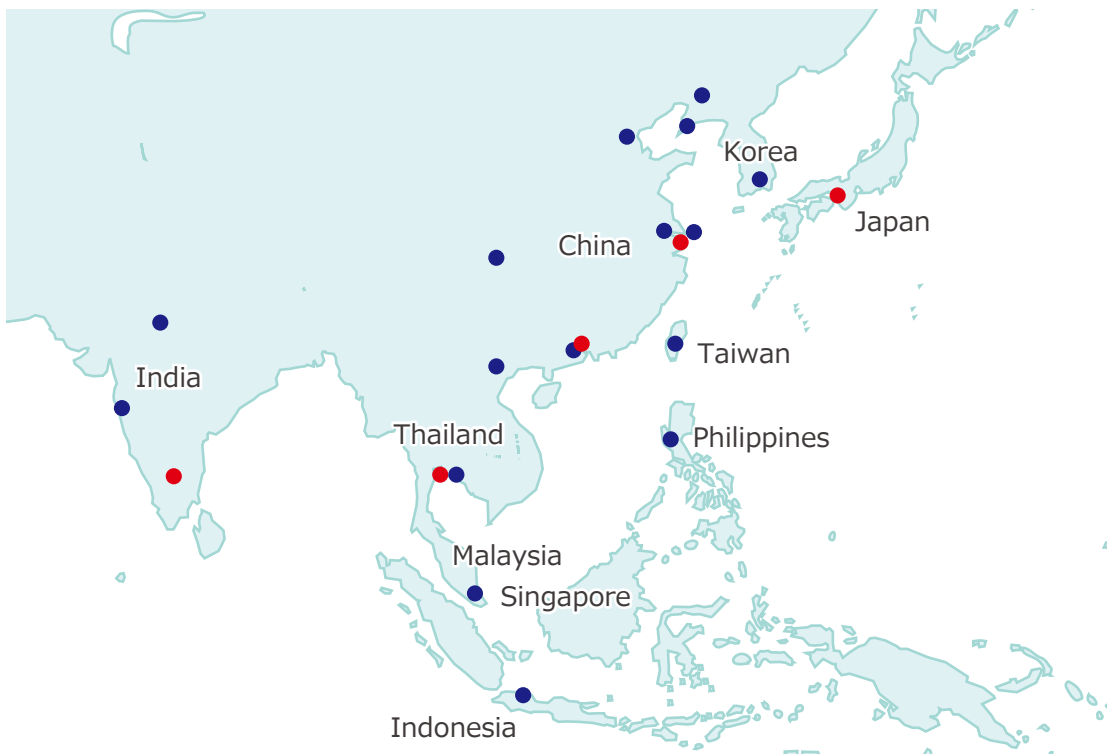 Korea
Japan
China
Taiwan
India
Thailand
Philippines
Malaysia
Singapore
Indonesia